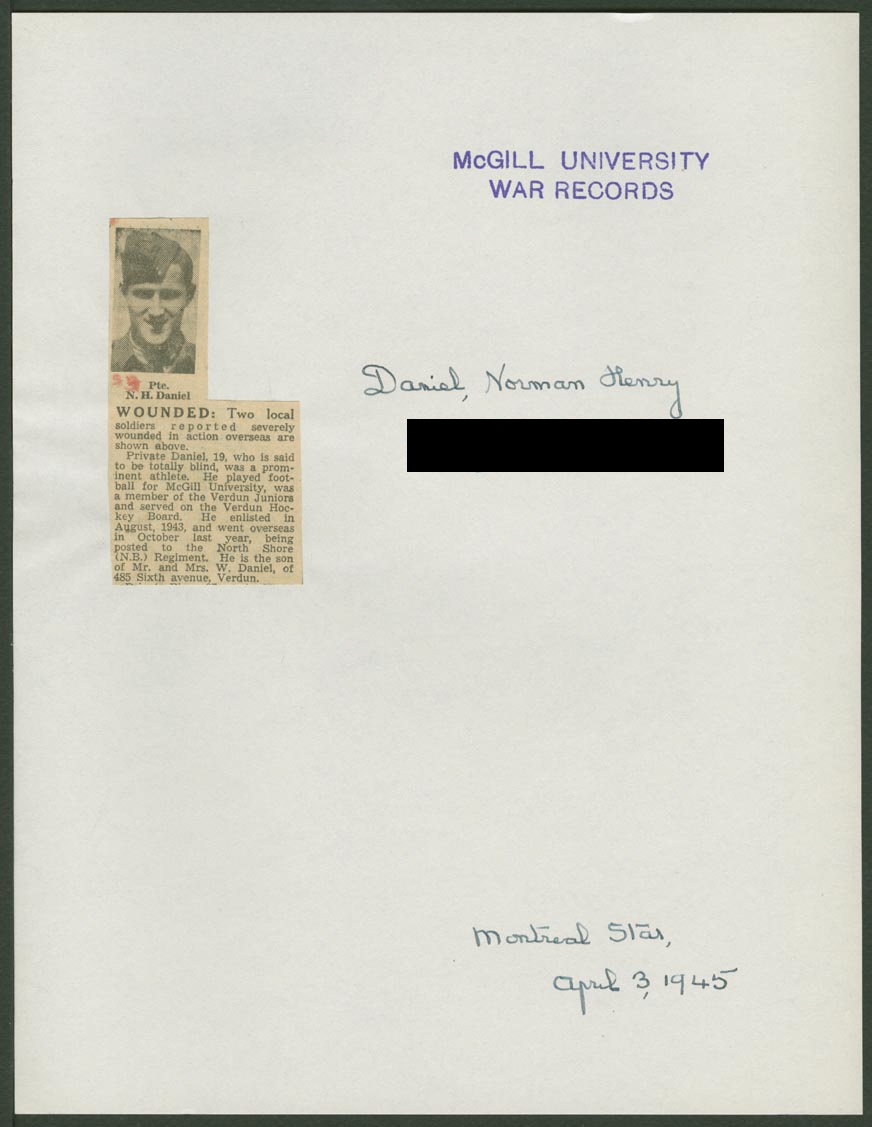 McGILL UNIVERSITY
WAR RECORDS
Pte.
N. H. Daniel
WOUNDED: Two local
soldiers reported severely
wounded in action overseas are
shown above.
Private Daniel, 19, who is said
to be totally blind, was a prom-
inent athlete. He played foot-
ball for McGill University, was
a member of the Verdun Juniors
and served on the Verdun Hoc-
key Board. He enlisted in
August, 1943, and went overseas
in October last year, being
posted to the North Shore
(N.B.) Regiment. He is the son
of Mr. and Mrs. W. Daniel, of
485 Sixth avenue, Verdun.
Daniel, Norman Henry
Montreal Star,
April 3, 1945